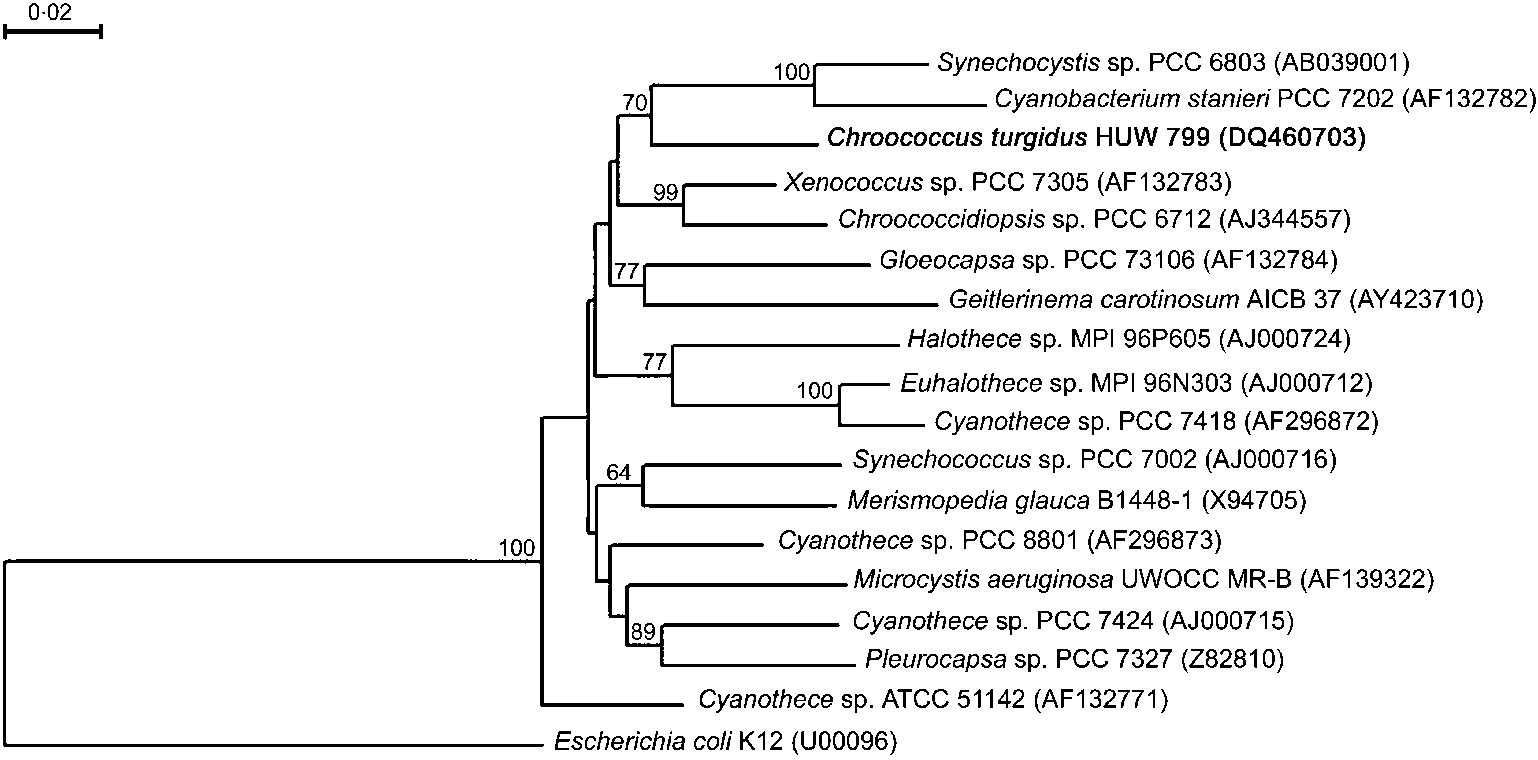 0·02
100
Synechocystis sp. PCC 6803 (AB039001)
70
Cyanobacterium stanieri PCC 7202 (AF132782)
Chroococcus turgidus HUW 799 (DQ460703)
99
Xenococcus sp. PCC 7305 (AF132783)
Chroococcidiopsis sp. PCC 6712 (AJ344557)
77
Gloeocapsa sp. PCC 73106 (AF132784)
Geitlerinema carotinosum AICB 37 (AY423710)
Halothece sp. MPI 96P605 (AJ000724)
77
100
Euhalothece sp. MPI 96N303 (AJ000712)
Cyanothece sp. PCC 7418 (AF296872)
64
Synechococcus sp. PCC 7002 (AJ000716)
Merismopedia glauca B1448-1 (X94705)
100
Cyanothece sp. PCC 8801 (AF296873)
Microcystis aeruginosa UWOCC MR-B (AF139322)
89
Cyanothece sp. PCC 7424 (AJ000715)
Pleurocapsa sp. PCC 7327 (Z82810)
Cyanothece sp. ATCC 51142 (AF132771)
Escherichia coli K12 (U00096)